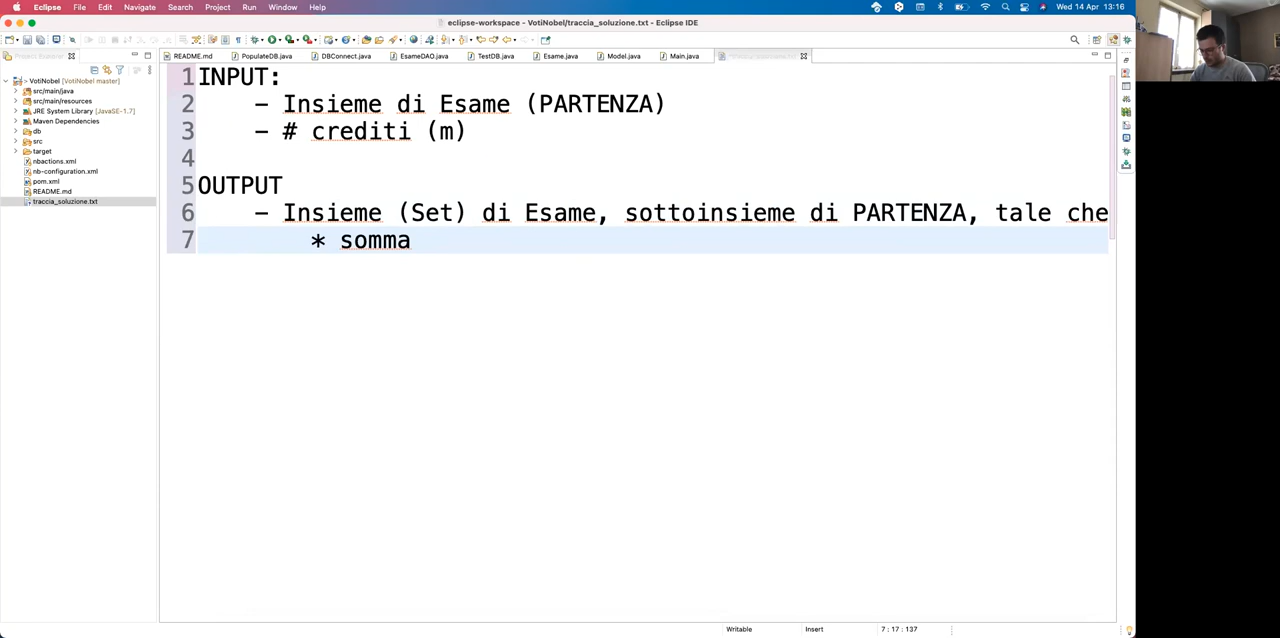 Eclipse File Edit Navigate Search Project Run Window Help Wed 14 Apr 13:16
eclipse-workspace - VotiNobel/traccia_soluzione.txt - Eclipse IDE
Project Explorer README.md PopulateDB.java DBConnect.java EsameDAO.java TestDB.java Esame.java Model.java Main.java
VotiNobel [VotiNobel master]
src/main/java
src/main/resources
JRE System Library [JavaSE-1.7]
Maven Dependencies
db
src
target
nbactions.xml
nb-configuration.xml
pom.xml
README.md
traccia_soluzione.txt
1 INPUT:
2 - Insieme di Esame (PARTENZA)
3 - # crediti (m)
4
5 OUTPUT
6 - Insieme (Set) di Esame, sottoinsieme di PARTENZA, tale che
7 * somma
Writable Insert 7 : 17 : 137